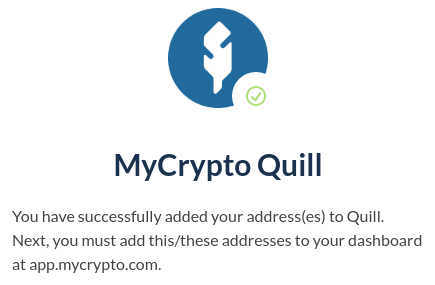 MyCrypto Quill
You have successfully added your address(es) to Quill.
Next, you must add this/these addresses to your dashboard
at app.mycrypto.com.